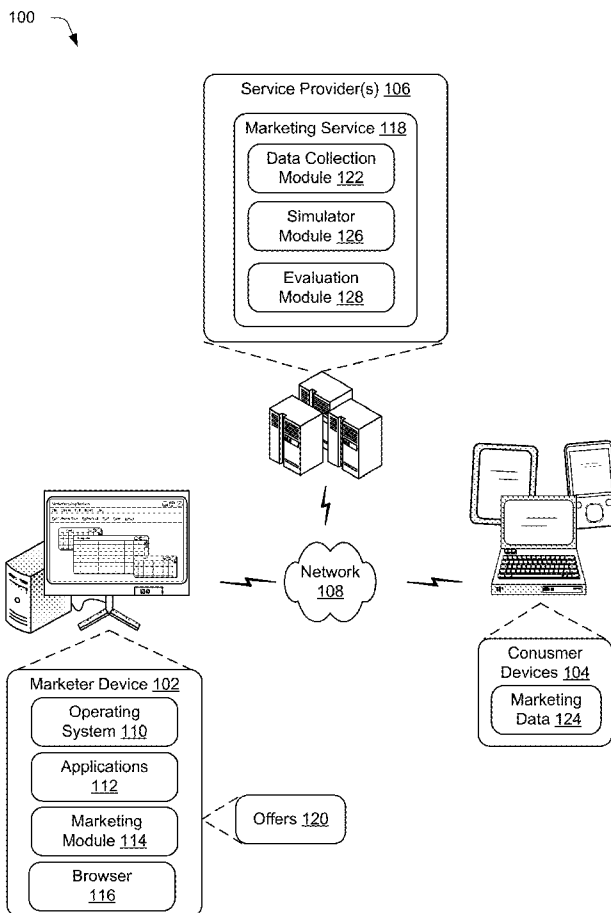 100
Service Provider(s) 106
Marketing Service 118
Data Collection
Module 122
Simulator
Module 126
Evaluation
Module 128
Network
108
Conusmer
Devices 104
Marketing
Data 124
Marketer Device 102
Operating
System 110
Applications
112
Marketing
Module 114
Browser
116
Offers 120